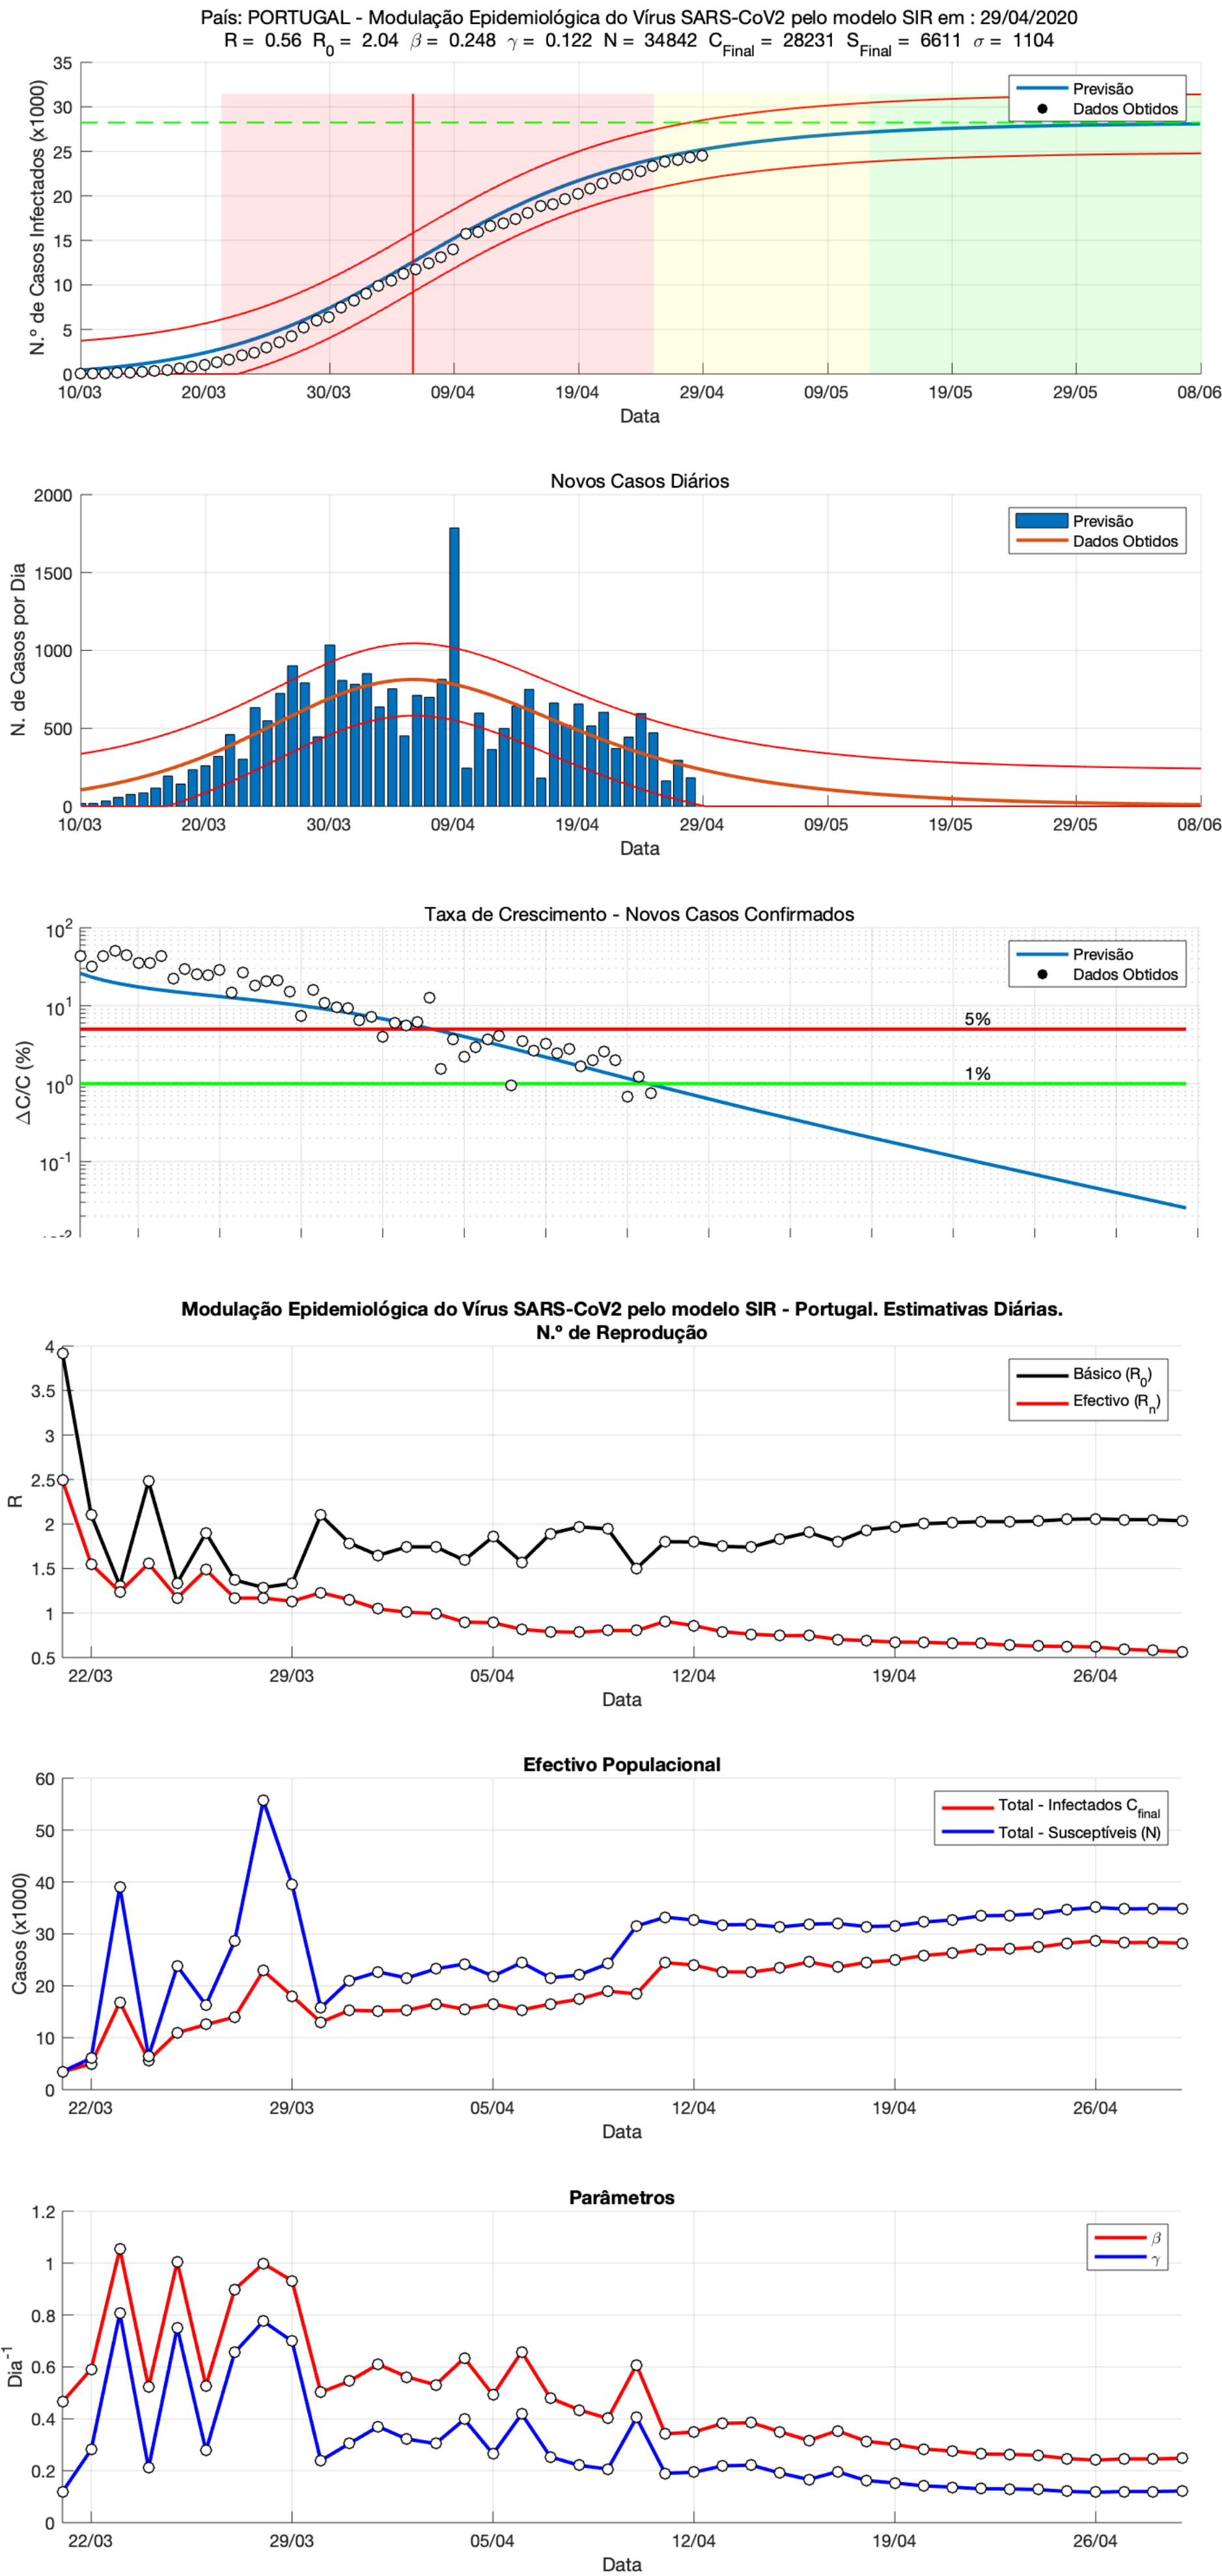 País: PORTUGAL - Modulação Epidemiológica do Vírus SARS-CoV2 pelo modelo SIR em : 29/04/2020
R = 0.56 R0 = 2.04 β = 0.248 γ = 0.122 N = 34842 CFinal = 28231 SFinal = 6611 σ = 1104
N.º de Casos Infectados (x1000)
35
30
25
20
15
10
5
0
Previsão
Dados Obtidos
10/03 20/03 30/03 09/04 19/04 29/04 09/05 19/05 29/05 08/06
Data
Novos Casos Diários
N. de Casos por Dia
2000
1500
1000
500
0
Previsão
Dados Obtidos
10/03 20/03 30/03 09/04 19/04 29/04 09/05 19/05 29/05 08/06
Data
Taxa de Crescimento - Novos Casos Confirmados
ΔC/C (%)
10^2
10^1
10^0
10^-1
Previsão
Dados Obtidos
5%
1%
Modulação Epidemiológica do Vírus SARS-CoV2 pelo modelo SIR - Portugal. Estimativas Diárias.
N.º de Reprodução
R
4
3.5
3
2.5
2
1.5
1
0.5
Básico (R0)
Efectivo (Rn)
22/03 29/03 05/04 12/04 19/04 26/04
Data
Efectivo Populacional
Casos (x1000)
60
50
40
30
20
10
0
Total - Infectados Cfinal
Total - Susceptíveis (N)
22/03 29/03 05/04 12/04 19/04 26/04
Data
Parâmetros
Dia^-1
1.2
1
0.8
0.6
0.4
0.2
0
β
γ
22/03 29/03 05/04 12/04 19/04 26/04
Data